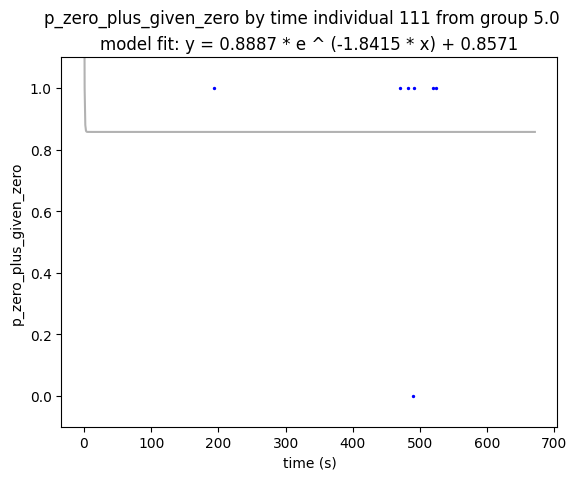 p_zero_plus_given_zero by time individual 111 from group 5.0
model fit: y = 0.8887 * e ^ (-1.8415 * x) + 0.8571
p_zero_plus_given_zero
1.0
0.8
0.6
0.4
0.2
0.0
0 100 200 300 400 500 600 700
time (s)